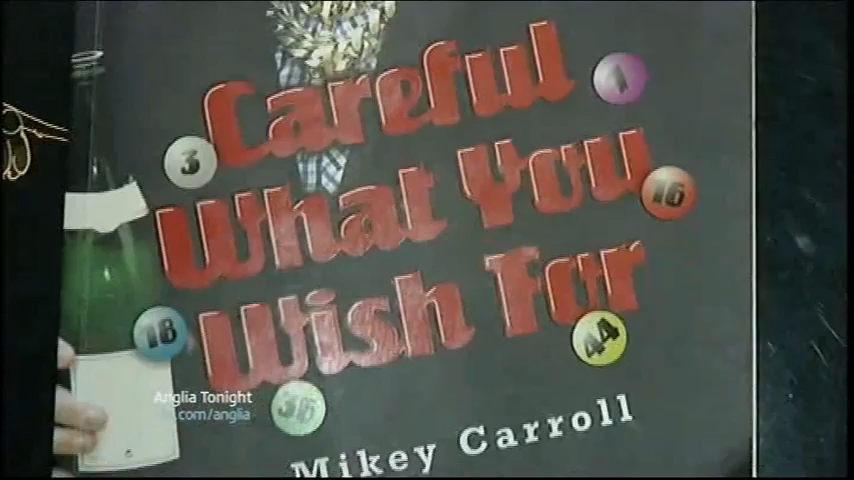 Careful
1
3
What You
16
Wish For
18
44
Anglia Tonight
.com/anglia
36
Mikey Carroll